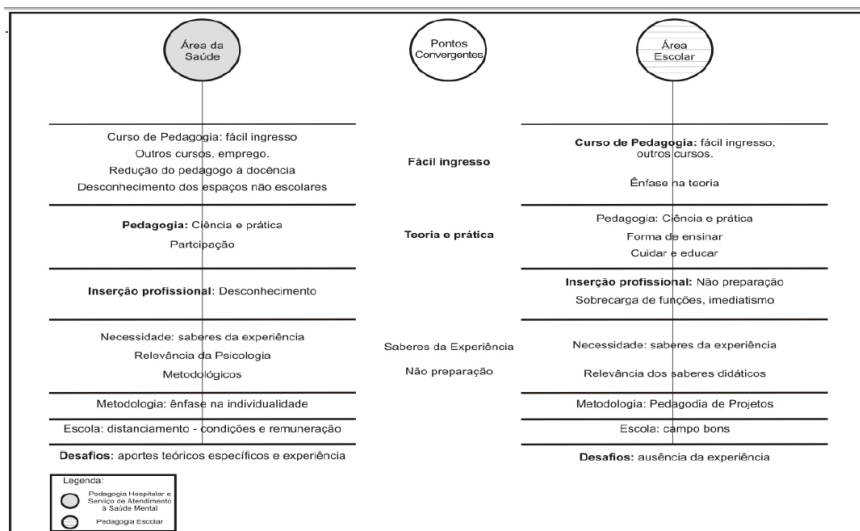 Área da
Saúde
Pontos
Convergentes
Área
Escolar
Curso de Pedagogia: fácil ingresso
Outros cursos, emprego.
Redução do pedagogo à docência
Desconhecimento dos espaços não escolares
Fácil ingresso
Curso de Pedagogia: fácil ingresso;
outros cursos.
Ênfase na teoria
Pedagogia: Ciência e prática
Partcipação
Teoria e prática
Pedagogia: Ciência e prática
Forma de ensinar
Cuidar e educar
Inserção profissional: Desconhecimento
Inserção profissional: Não preparação
Sobrecarga de funções, imediatismo
Necessidade: saberes da experiência
Relevância da Psicologia
Metodológicos
Saberes da Experiência
Não preparação
Necessidade: saberes da experiência
Relevância dos saberes didáticos
Metodologia: ênfase na individualidade
Metodologia: Pedagodia de Projetos
Escola: distanciamento - condições e remuneração
Escola: campo bons
Desafios: aportes teóricos específicos e experiência
Desafios: ausência da experiência
Legenda:
Pedagogia Hospitalar e
Serviço de Atendimento
à Saúde Mental
Pedagogia Escolar